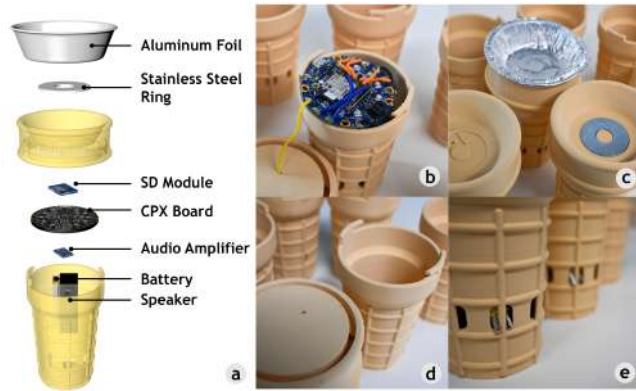 Aluminum Foil
Stainless Steel
Ring
SD Module
CPX Board
Audio Amplifier
Battery
Speaker
a
b
c
d
e